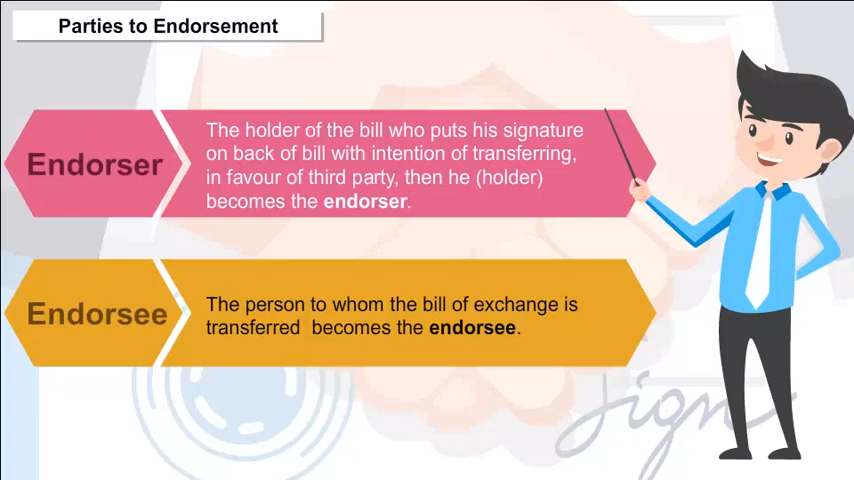 Parties to Endorsement
Endorser
The holder of the bill who puts his signature
on back of bill with intention of transferring,
in favour of third party, then he (holder)
becomes the endorser.
Endorsee
The person to whom the bill of exchange is
transferred becomes the endorsee.
Sign